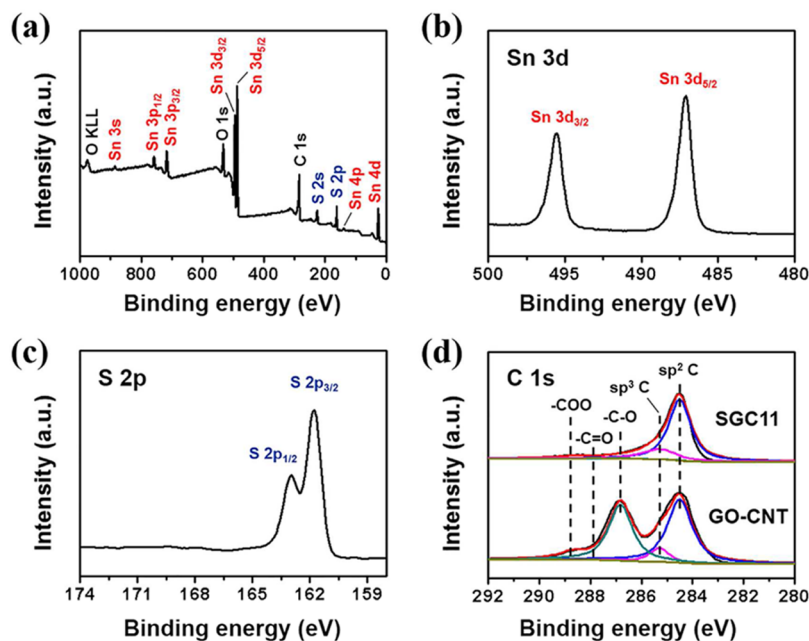 (a)
Intensity (a.u.)
O KLL
Sn 3s
Sn 3p1/2
Sn 3p3/2
O 1s
Sn 3d3/2
Sn 3d5/2
C 1s
S 2s
S 2p
Sn 4p
Sn 4d
1000 800 600 400 200 0
Binding energy (eV)
(b)
Intensity (a.u.)
Sn 3d
Sn 3d3/2
Sn 3d5/2
500 495 490 485 480
Binding energy (eV)
(c)
Intensity (a.u.)
S 2p
S 2p3/2
S 2p1/2
174 171 168 165 162 159
Binding energy (eV)
(d)
Intensity (a.u.)
C 1s
-COO
-C=O
-C-O
sp3 C
sp2 C
SGC11
GO-CNT
292 290 288 286 284 282 280
Binding energy (eV)